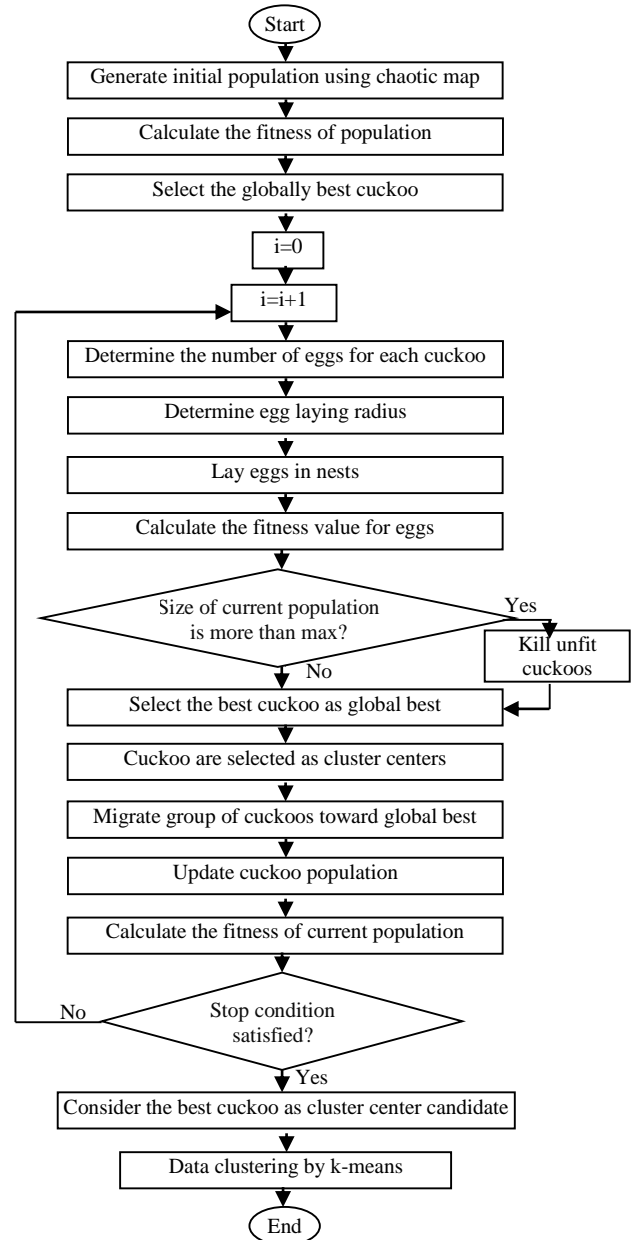 Start
Generate initial population using chaotic map
Calculate the fitness of population
Select the globally best cuckoo
i=0
i=i+1
Determine the number of eggs for each cuckoo
Determine egg laying radius
Lay eggs in nests
Calculate the fitness value for eggs
Size of current population
is more than max?
Yes
Kill unfit
cuckoos
No
Select the best cuckoo as global best
Cuckoo are selected as cluster centers
Migrate group of cuckoos toward global best
Update cuckoo population
Calculate the fitness of current population
No
Stop condition
satisfied?
Yes
Consider the best cuckoo as cluster center candidate
Data clustering by k-means
End